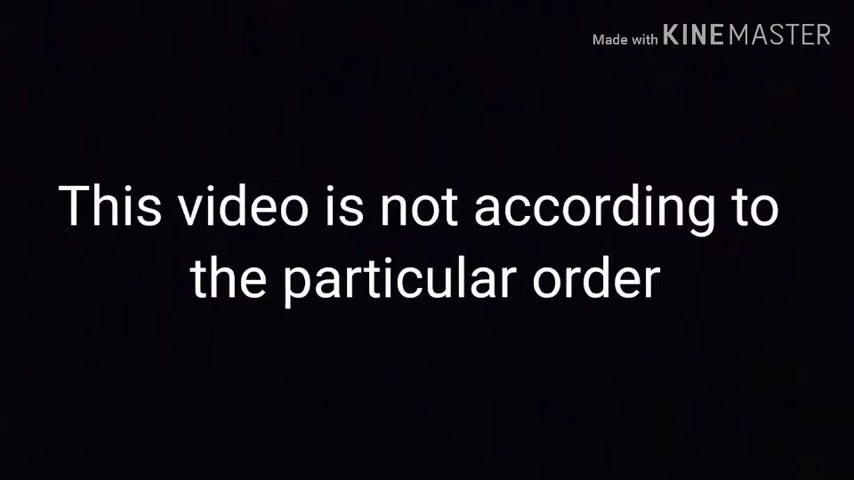 Made with KINEMASTER
This video is not according to
the particular order